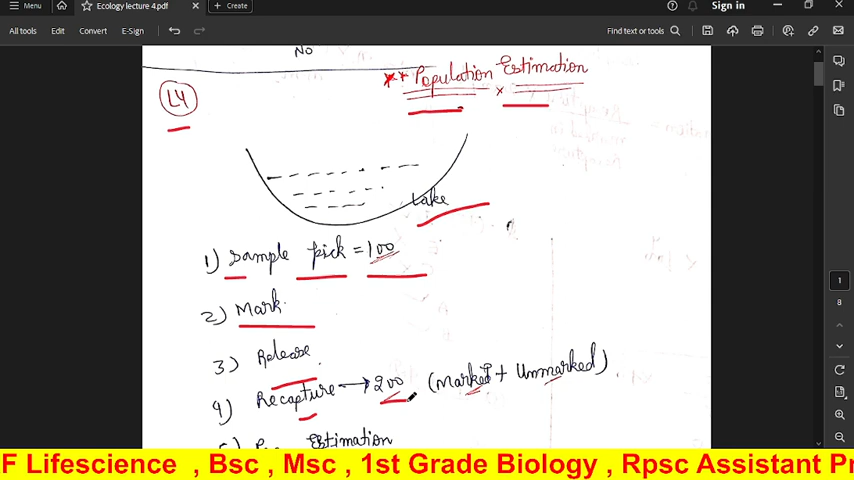 Menu
Ecology lecture 4.pdf
Create
Sign in
All tools
Edit
Convert
E-Sign
Find text or tools
No
** Population Estimation
L4
Lake
1) Sample pick = 100
2) Mark
3) Release
4) Recapture → 200 (Marked + Unmarked)
Estimation
1
8
F Lifescience , Bsc , Msc , 1st Grade Biology , Rpsc Assistant Pr